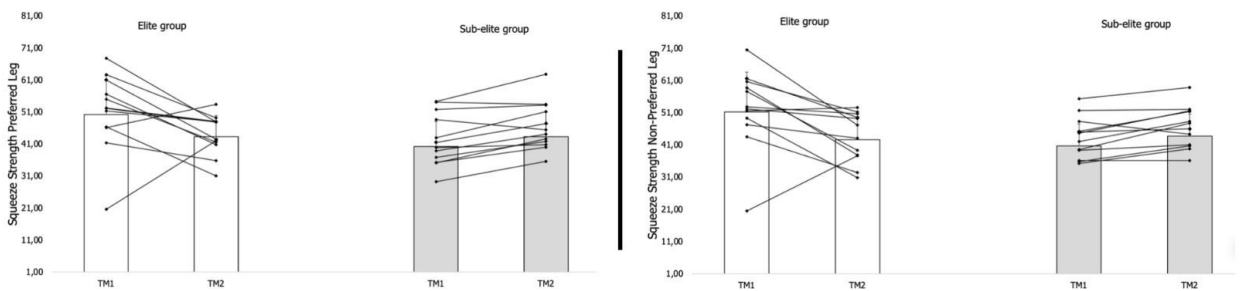 Squeeze Strength Preferred Leg
81,00
71,00
61,00
51,00
41,00
31,00
21,00
11,00
1,00
Elite group
Sub-elite group
TM1
TM2
TM1
TM2
Squeeze Strength Non-Preferred Leg
81,00
71,00
61,00
51,00
41,00
31,00
21,00
11,00
1,00
Elite group
Sub-elite group
TM1
TM2
TM1
TM2